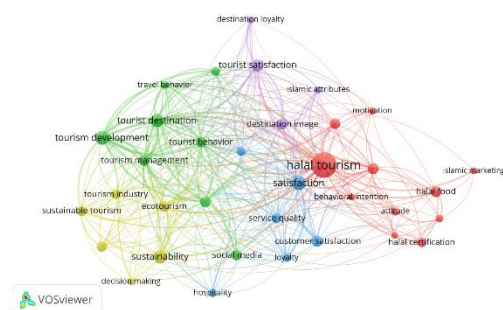 destination loyalty
tourist satisfaction
travel behavior
islamic attributes
motivation
tourist destination
destination image
tourism development
tourist behavior
tourism management
halal tourism
islamic marketing
satisfaction
halal food
tourism industry
behavioral intention
ecotourism
sustainable tourism
attitude
service quality
customer satisfaction
halal certification
sustainability
social media
loyalty
decision making
hospitality
VOSviewer